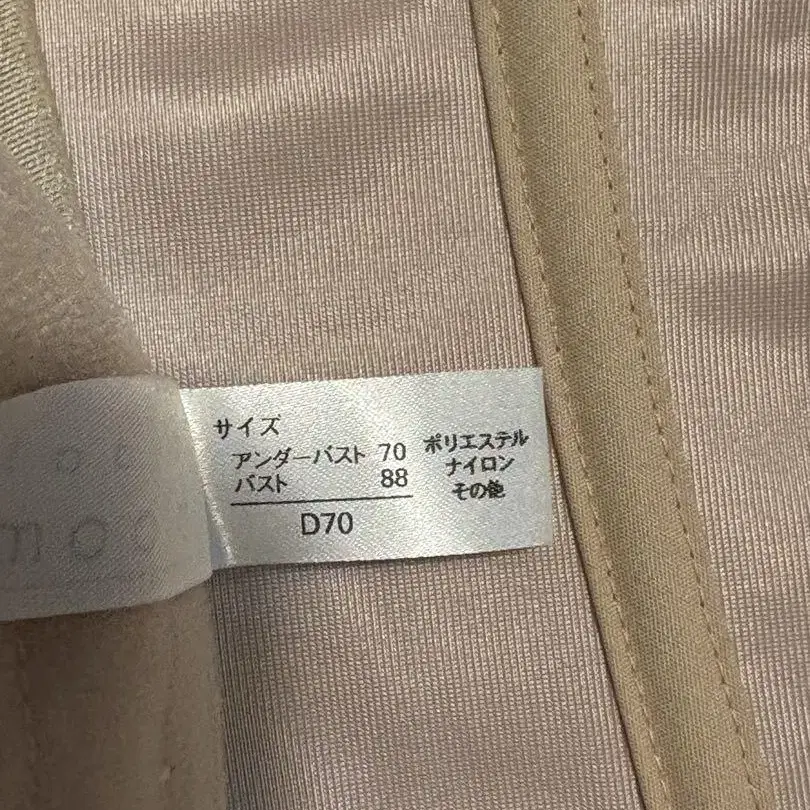 サイズ
アンダーバスト 70
バスト 88
D70
ポリエステル
ナイロン
その他